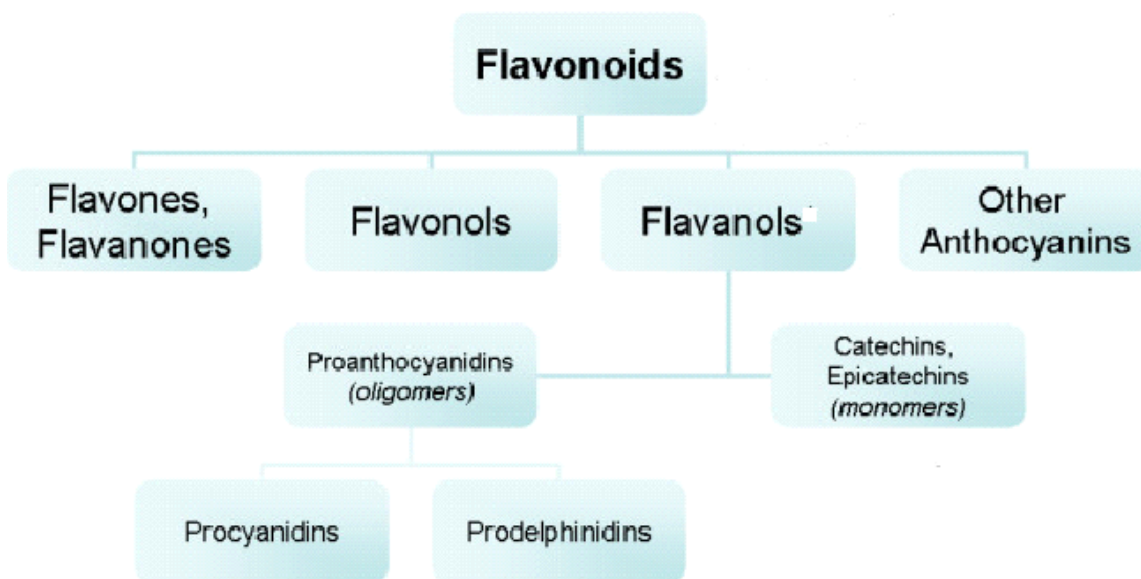 Flavonoids
Flavones,
Flavanones
Flavonols
Flavanols
Other
Anthocyanins
Proanthocyanidins
(oligomers)
Catechins,
Epicatechins
(monomers)
Procyanidins
Prodelphinidins